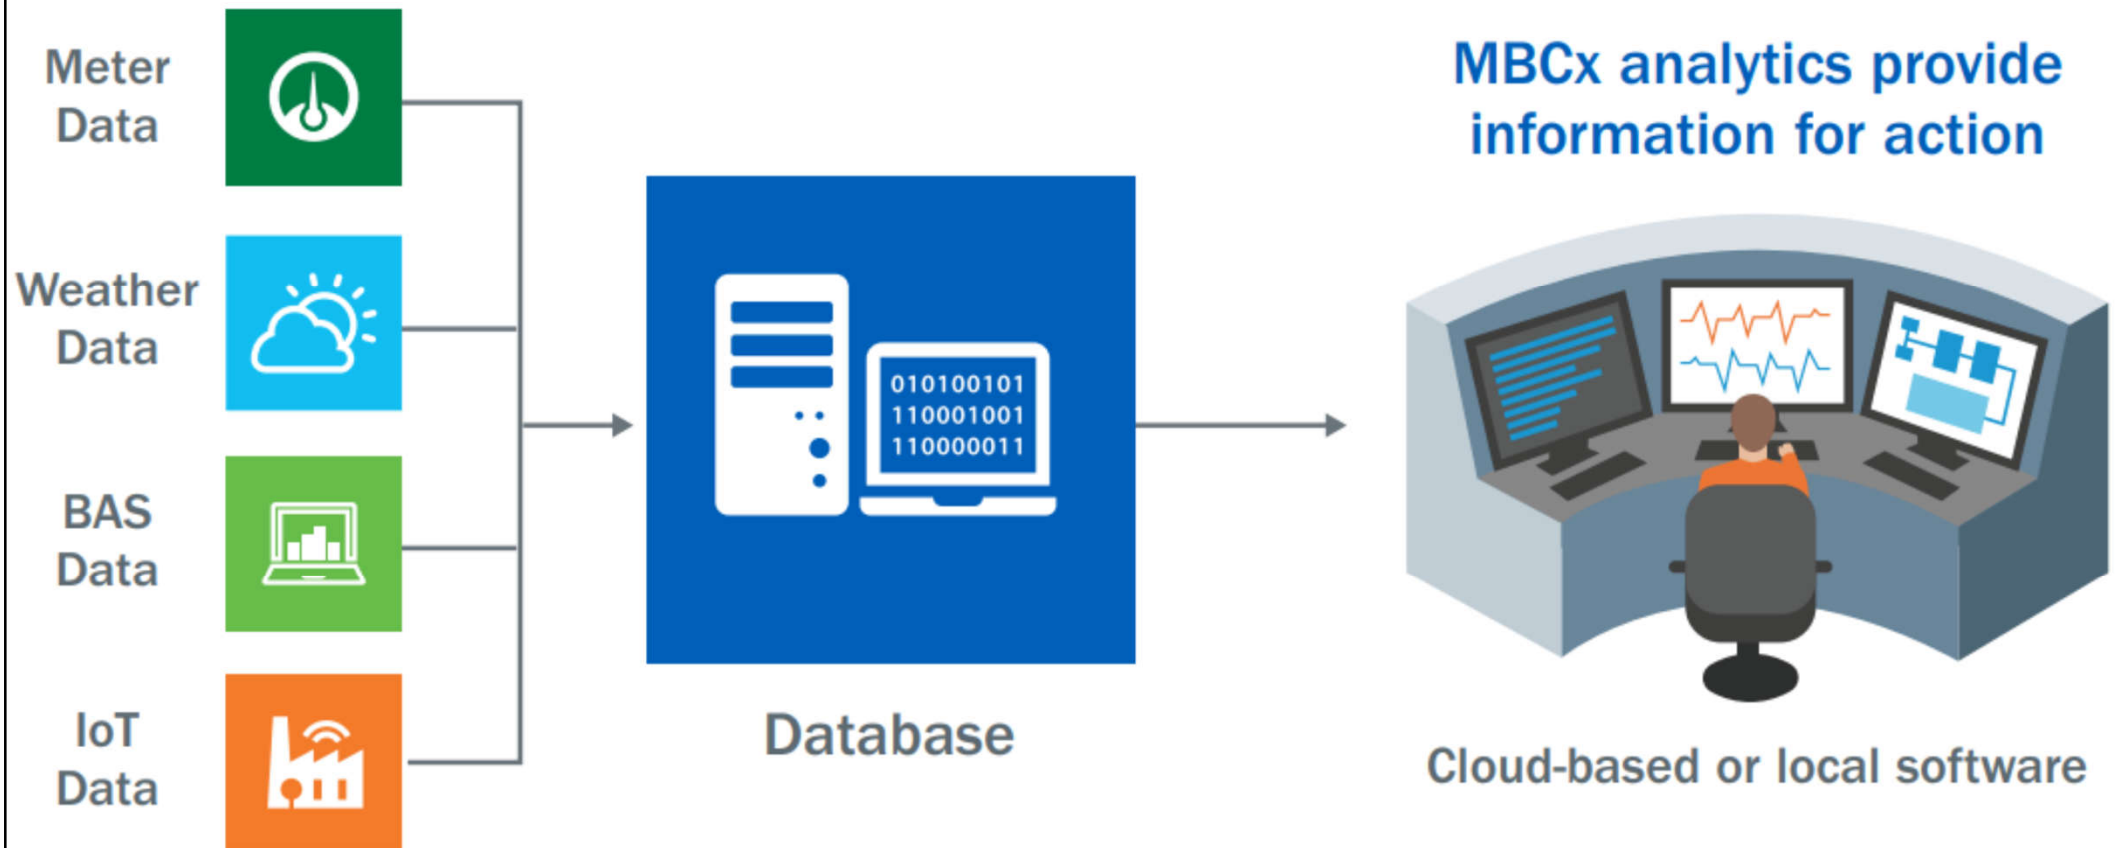 Meter
Data
Weather
Data
BAS
Data
IoT
Data
010100101
110001001
110000011
Database
MBCx analytics provide
information for action
Cloud-based or local software